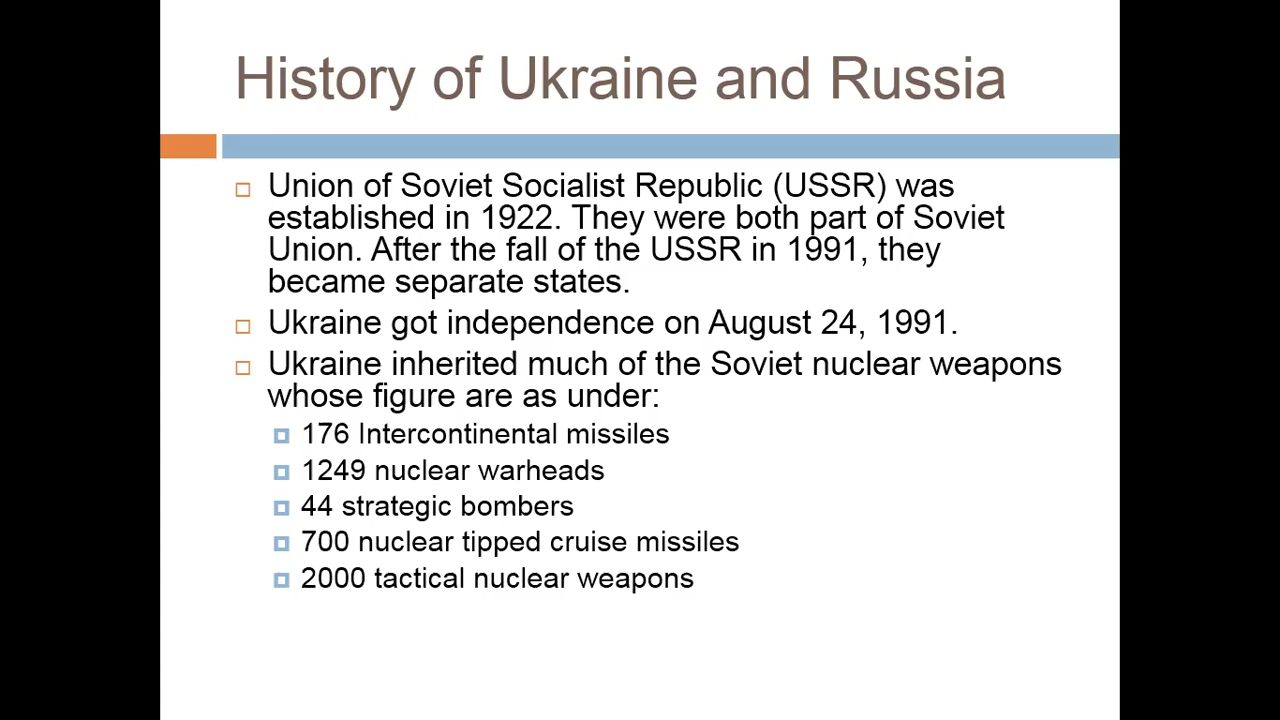 History of Ukraine and Russia
Union of Soviet Socialist Republic (USSR) was
established in 1922. They were both part of Soviet
Union. After the fall of the USSR in 1991, they
became separate states.
Ukraine got independence on August 24, 1991.
Ukraine inherited much of the Soviet nuclear weapons
whose figure are as under:
176 Intercontinental missiles
1249 nuclear warheads
44 strategic bombers
700 nuclear tipped cruise missiles
2000 tactical nuclear weapons